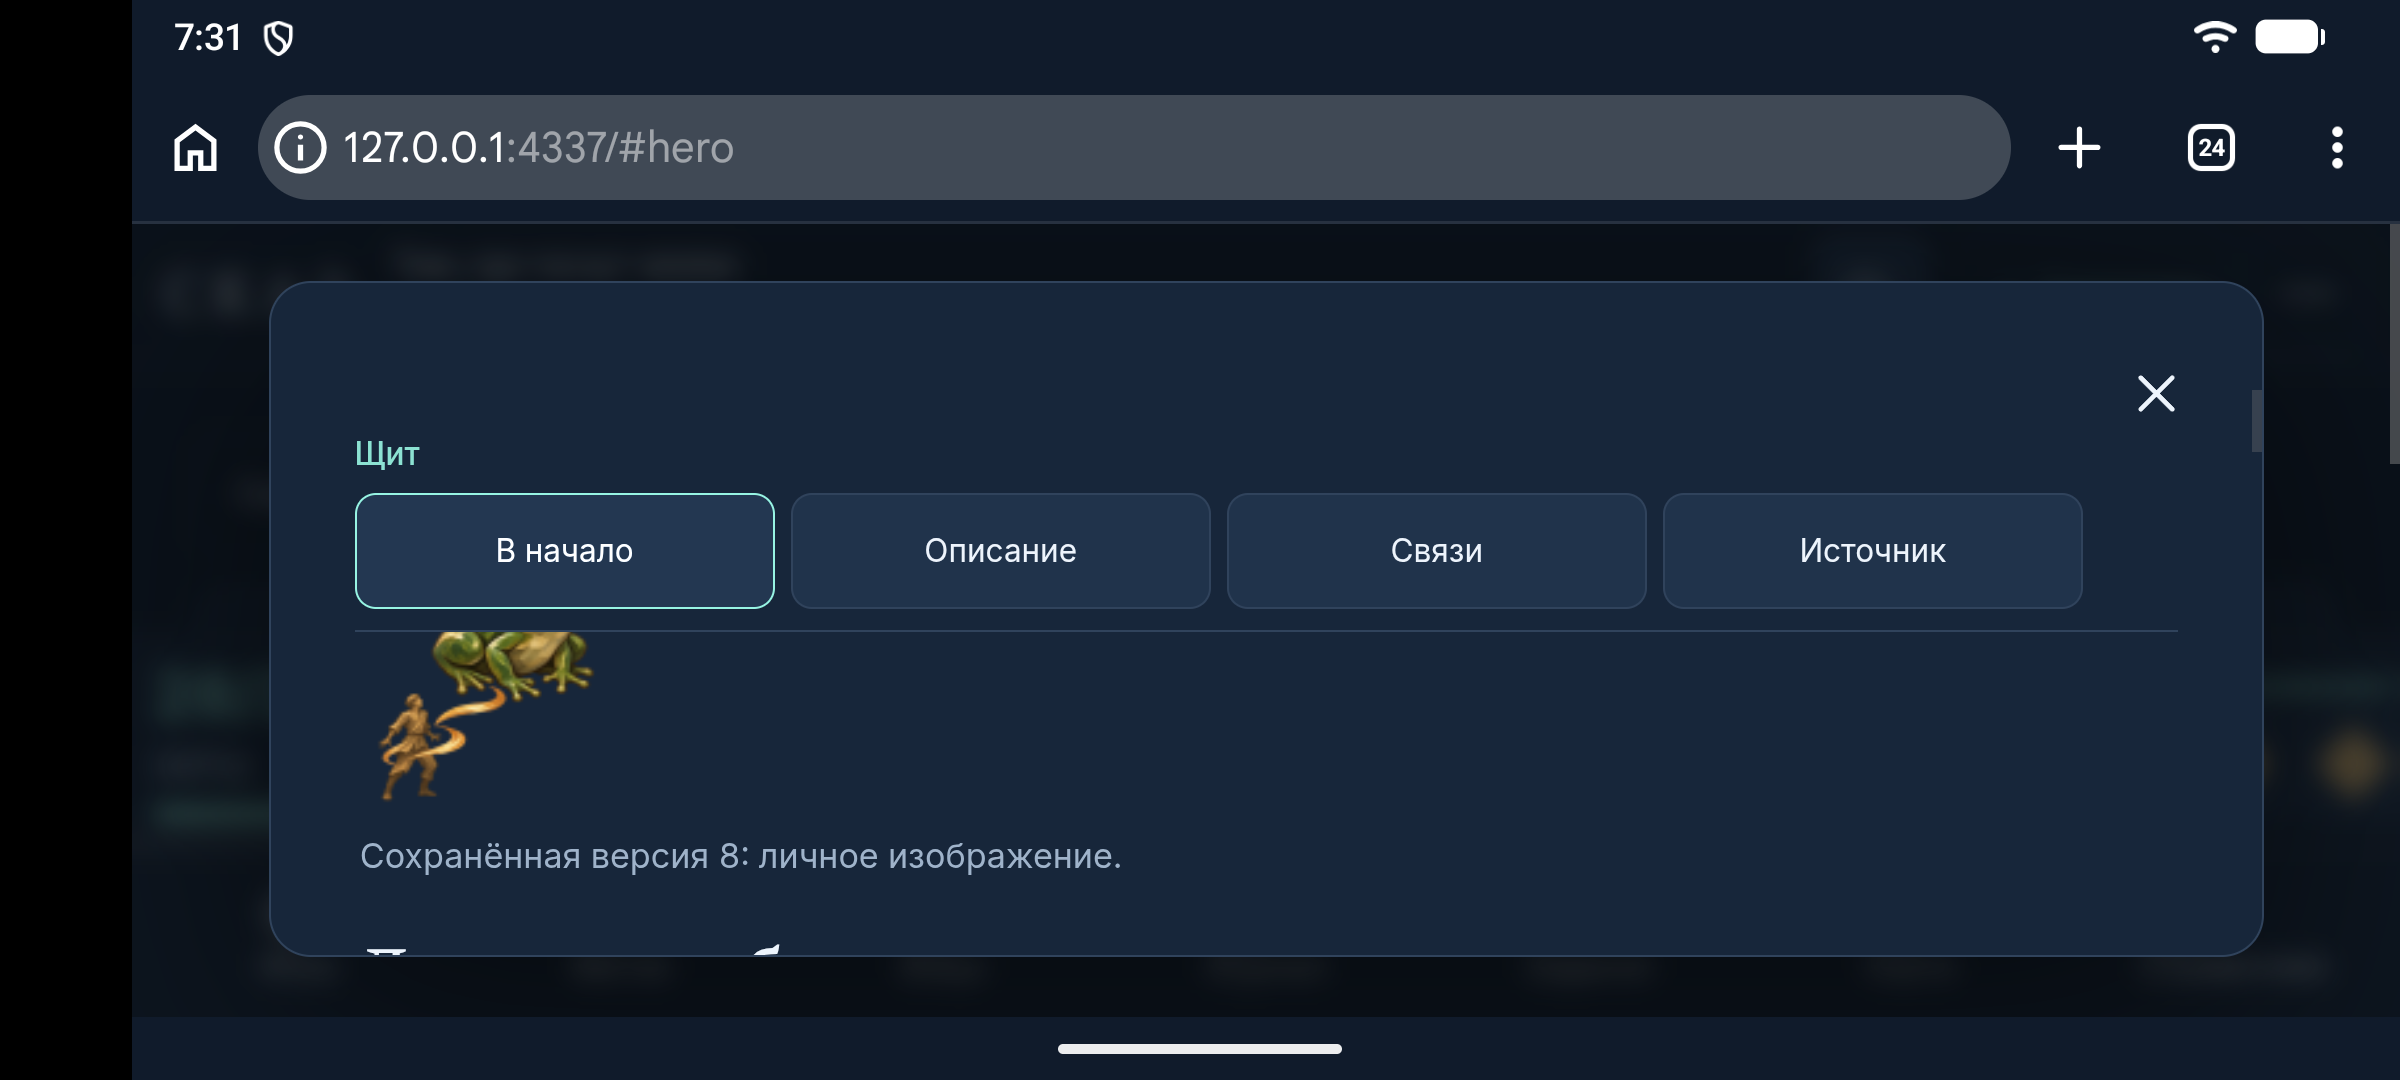 7:31
127.0.0.1:4337/#hero
24
Щит
В начало
Описание
Связи
Источник
Сохранённая версия 8: личное изображение.